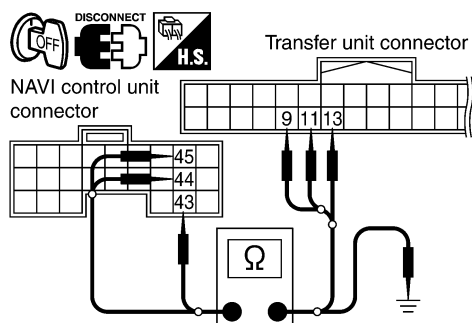 DISCONNECT
OFF
H.S.
Transfer unit connector
NAVI control unit
connector
9 11 13
45
44
43
Ω